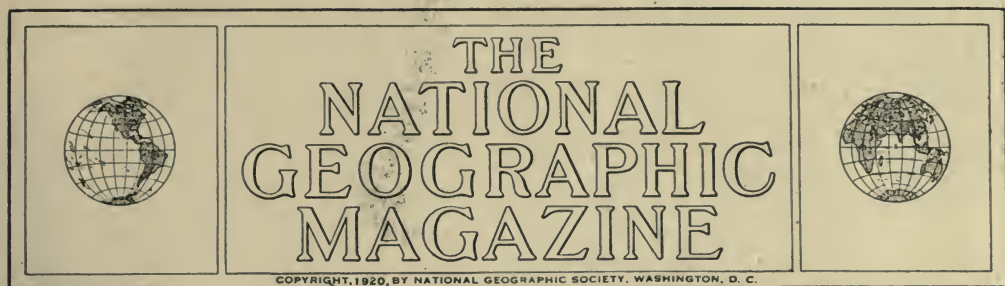 THE
NATIONAL
GEOGRAPHIC
MAGAZINE
COPYRIGHT, 1920, BY NATIONAL GEOGRAPHIC SOCIETY, WASHINGTON, D. C.